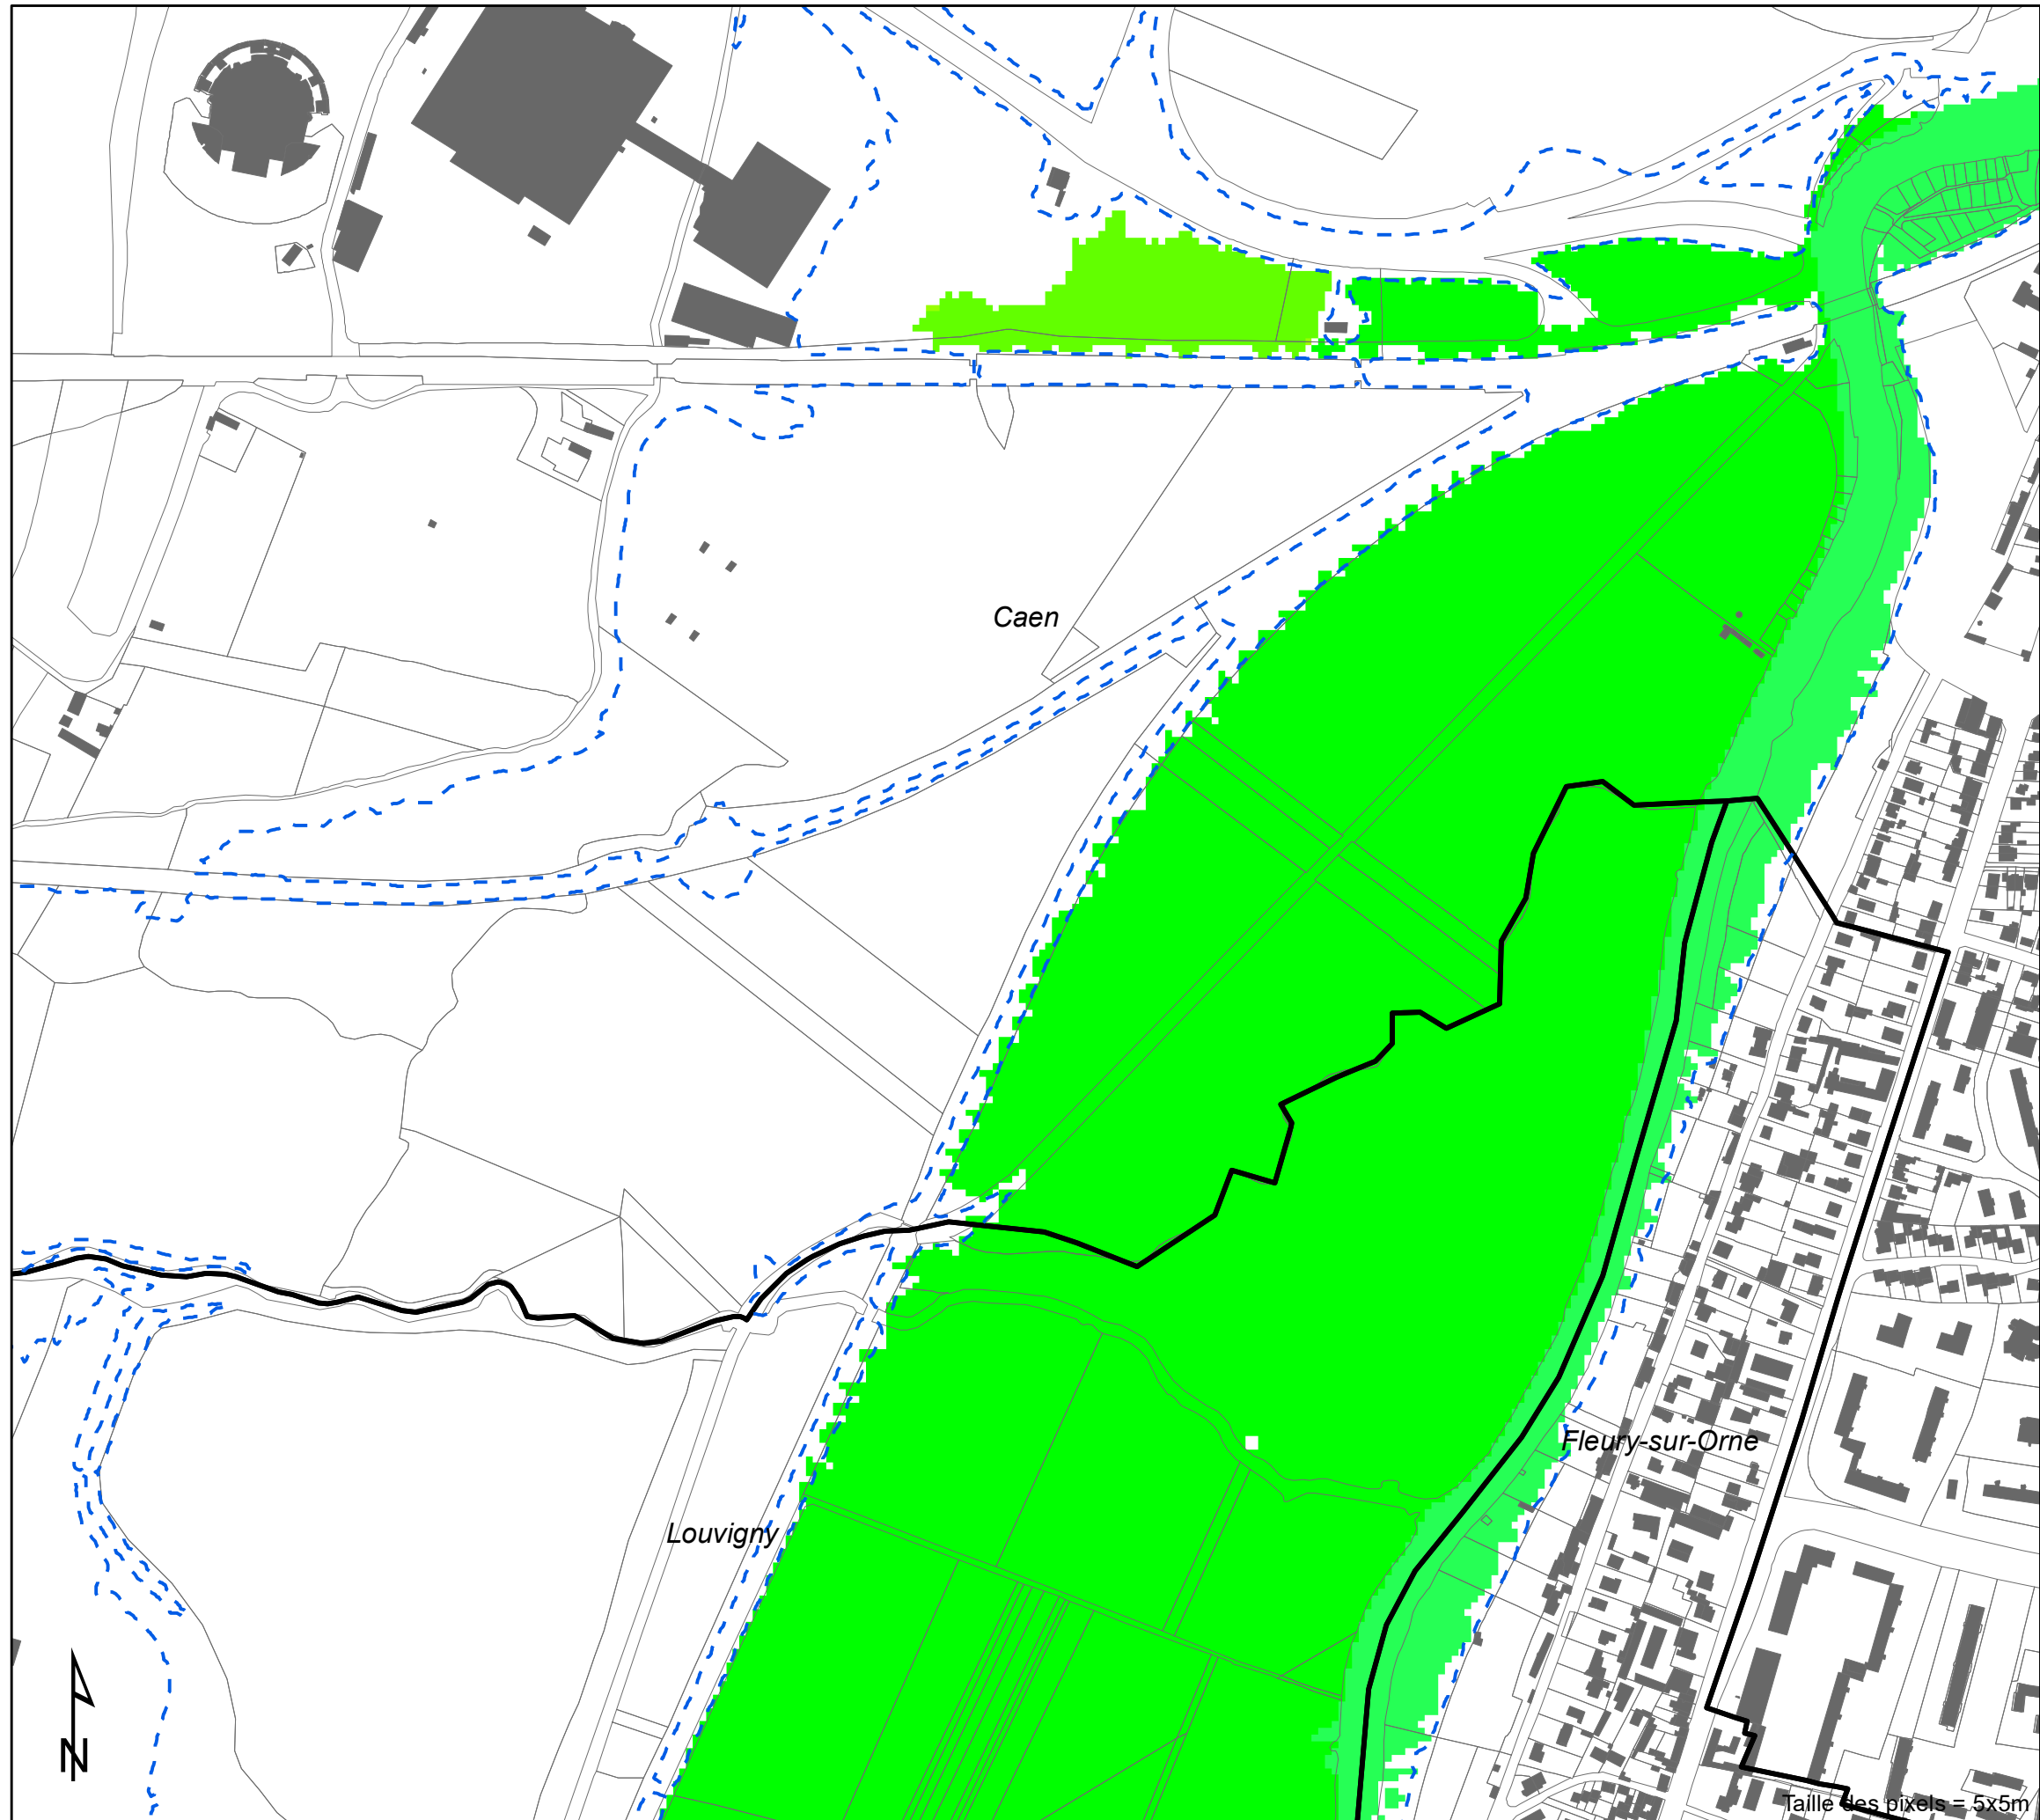 Caen
Fleury-sur-Orne
Louvigny
N
Taille des pixels = 5x5m